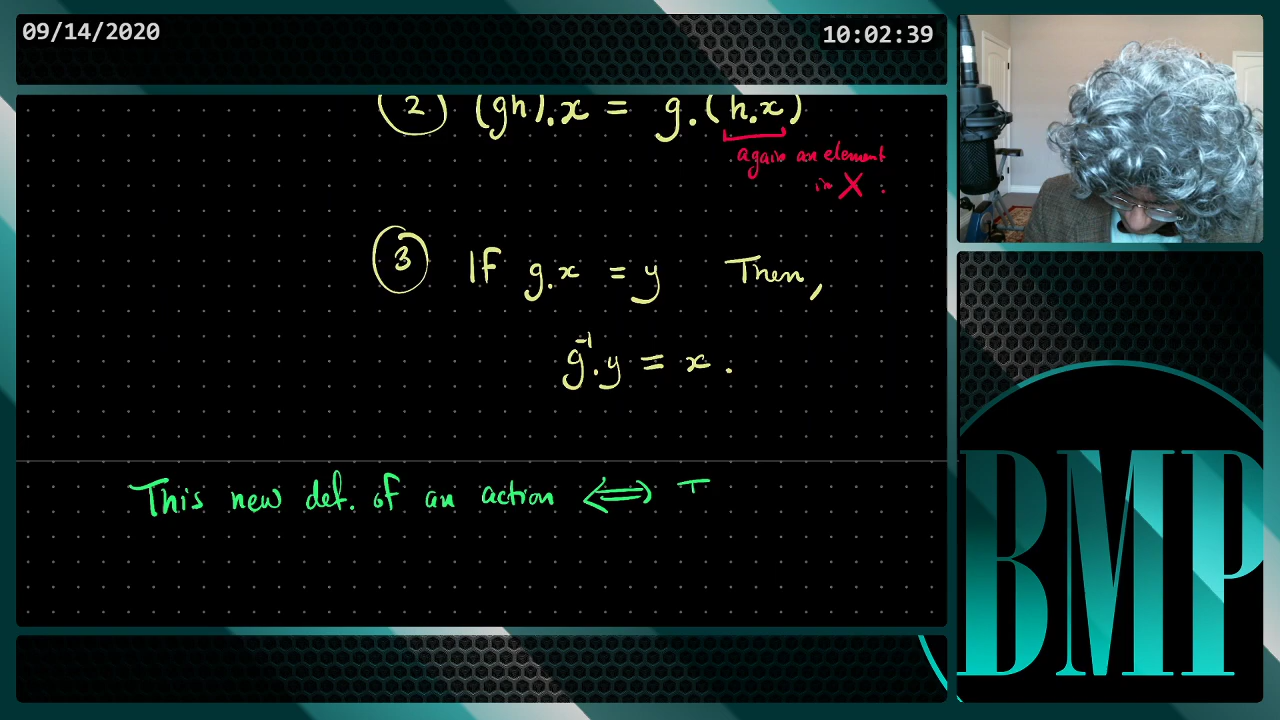 09/14/2020
10:02:39
② (gh).x = g.(h.x)
again an element
in X.
③ If g.x = y Then,
g⁻¹.y = x.
This new def. of an action ⟺ T
BMP